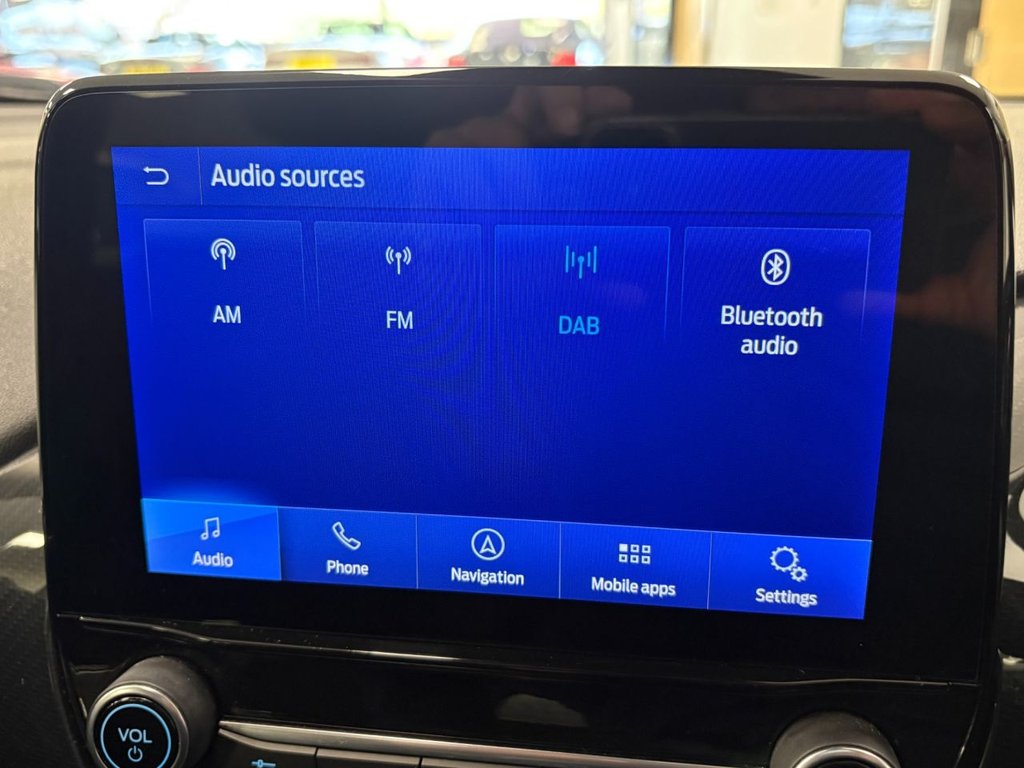 Audio sources
AM
FM
DAB
Bluetooth
audio
Audio
Phone
Navigation
Mobile apps
Settings
VOL